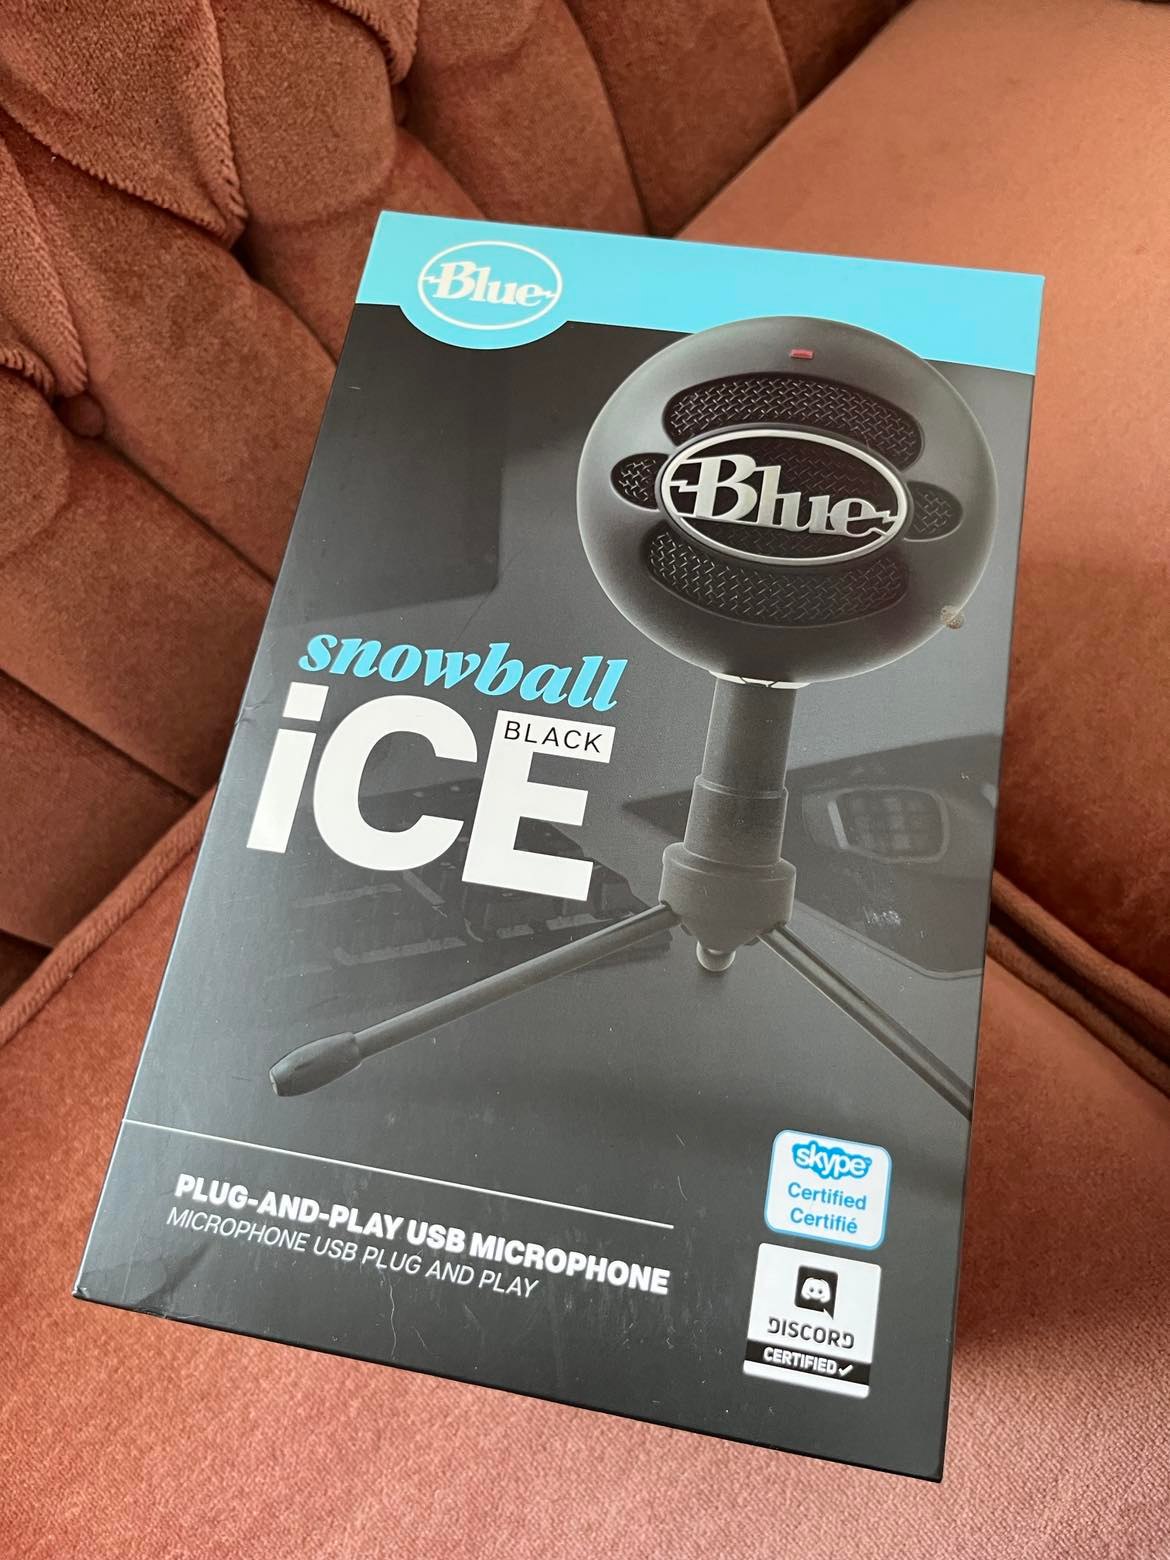 Blue
Blue
snowball
iCE
BLACK
PLUG-AND-PLAY USB MICROPHONE
MICROPHONE USB PLUG AND PLAY
skype
Certified
Certifié
DISCORD
CERTIFIED✓